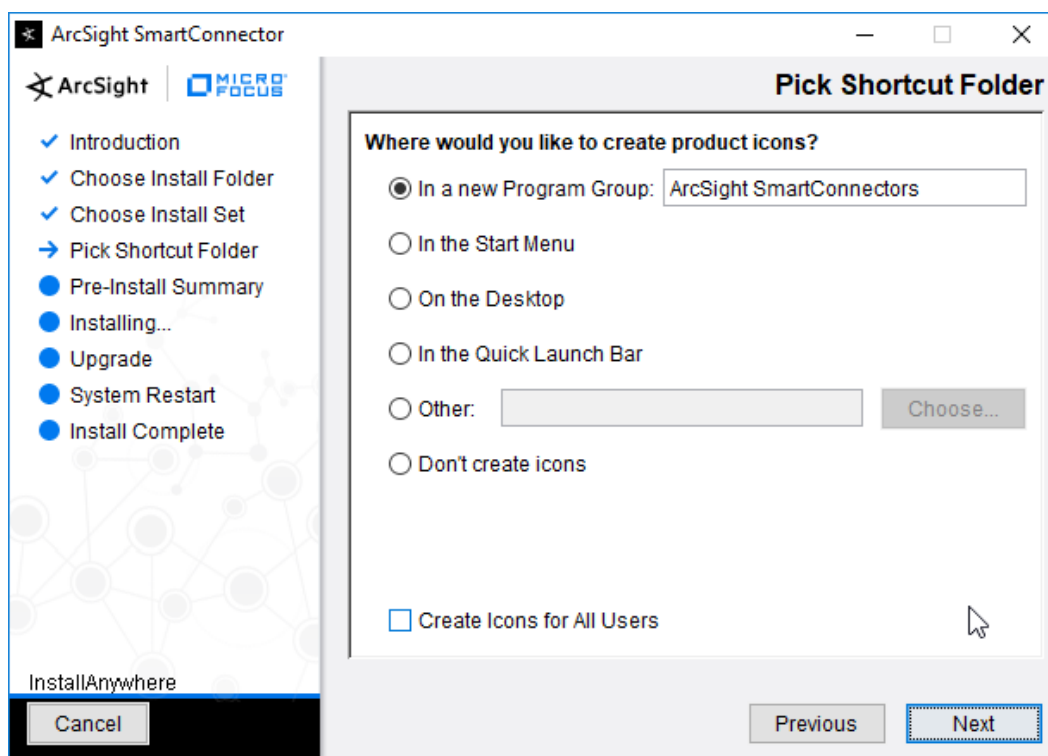 ArcSight SmartConnector
ArcSight MICRO FOCUS
Pick Shortcut Folder
Introduction
Choose Install Folder
Choose Install Set
Pick Shortcut Folder
Pre-Install Summary
Installing...
Upgrade
System Restart
Install Complete
Where would you like to create product icons?
In a new Program Group: ArcSight SmartConnectors
In the Start Menu
On the Desktop
In the Quick Launch Bar
Other: Choose...
Don't create icons
Create Icons for All Users
InstallAnywhere
Cancel Previous Next